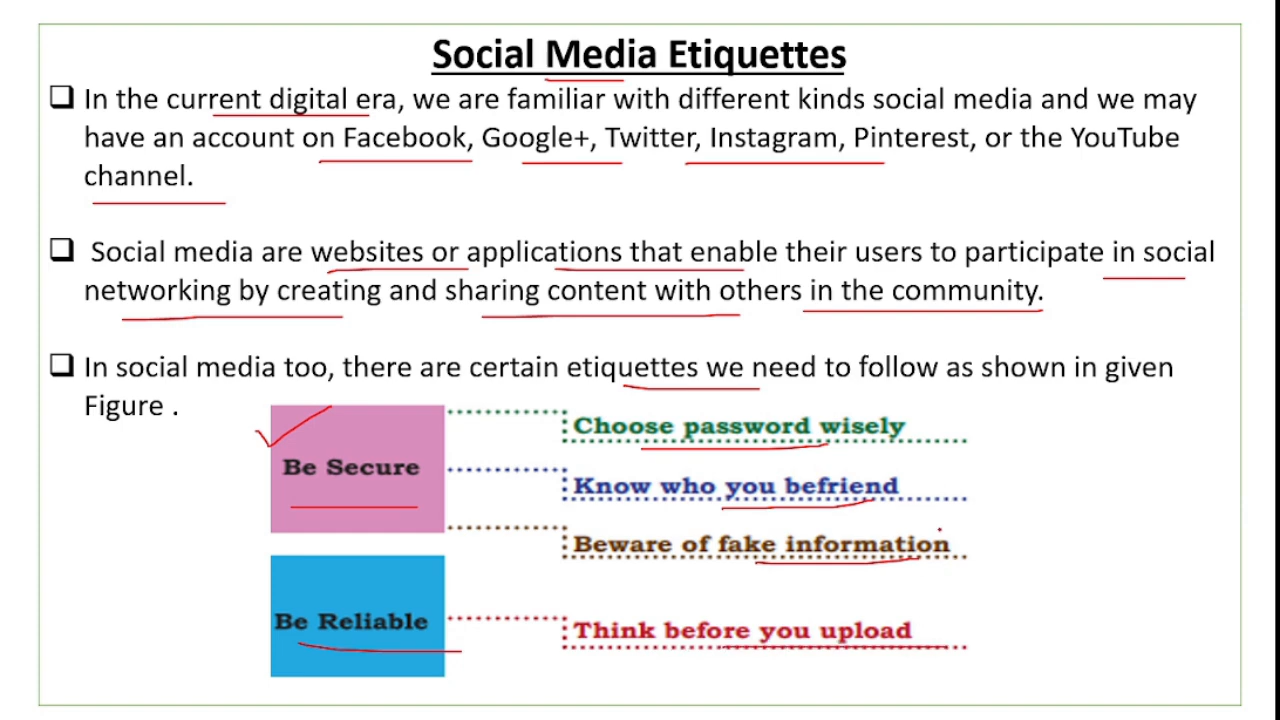 Social Media Etiquettes
❑ In the current digital era, we are familiar with different kinds social media and we may
have an account on Facebook, Google+, Twitter, Instagram, Pinterest, or the YouTube
channel.
❑ Social media are websites or applications that enable their users to participate in social
networking by creating and sharing content with others in the community.
❑ In social media too, there are certain etiquettes we need to follow as shown in given
Figure .
Be Secure
Choose password wisely
Know who you befriend
Beware of fake information
Be Reliable
Think before you upload